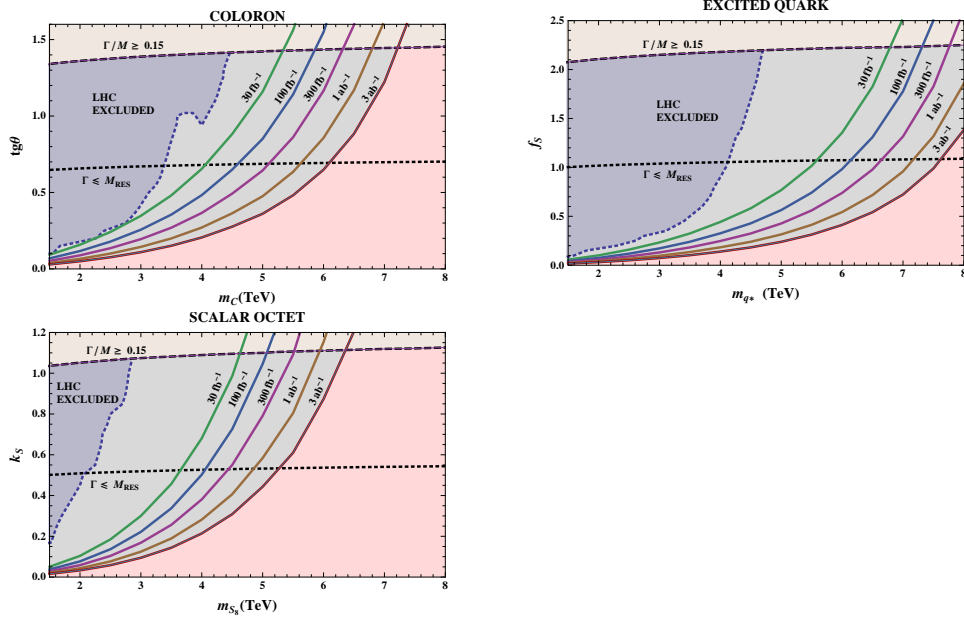 COLORON
1.5
1.0
0.5
0.0
tgθ
Γ/M ≥ 0.15
LHC
EXCLUDED
Γ ⩽ M_RES
30 fb⁻¹
100 fb⁻¹
300 fb⁻¹
1 ab⁻¹
3 ab⁻¹
2 3 4 5 6 7 8
m_C(TeV)
EXCITED QUARK
2.5
2.0
1.5
1.0
0.5
0.0
f_S
Γ/M ≥ 0.15
LHC
EXCLUDED
Γ ⩽ M_RES
30 fb⁻¹
100 fb⁻¹
300 fb⁻¹
1 ab⁻¹
3 ab⁻¹
2 3 4 5 6 7 8
m_q* (TeV)
SCALAR OCTET
1.2
1.0
0.8
0.6
0.4
0.2
0.0
k_S
Γ/M ≥ 0.15
LHC
EXCLUDED
Γ ⩽ M_RES
30 fb⁻¹
100 fb⁻¹
300 fb⁻¹
1 ab⁻¹
3 ab⁻¹
2 3 4 5 6 7 8
m_S₈(TeV)